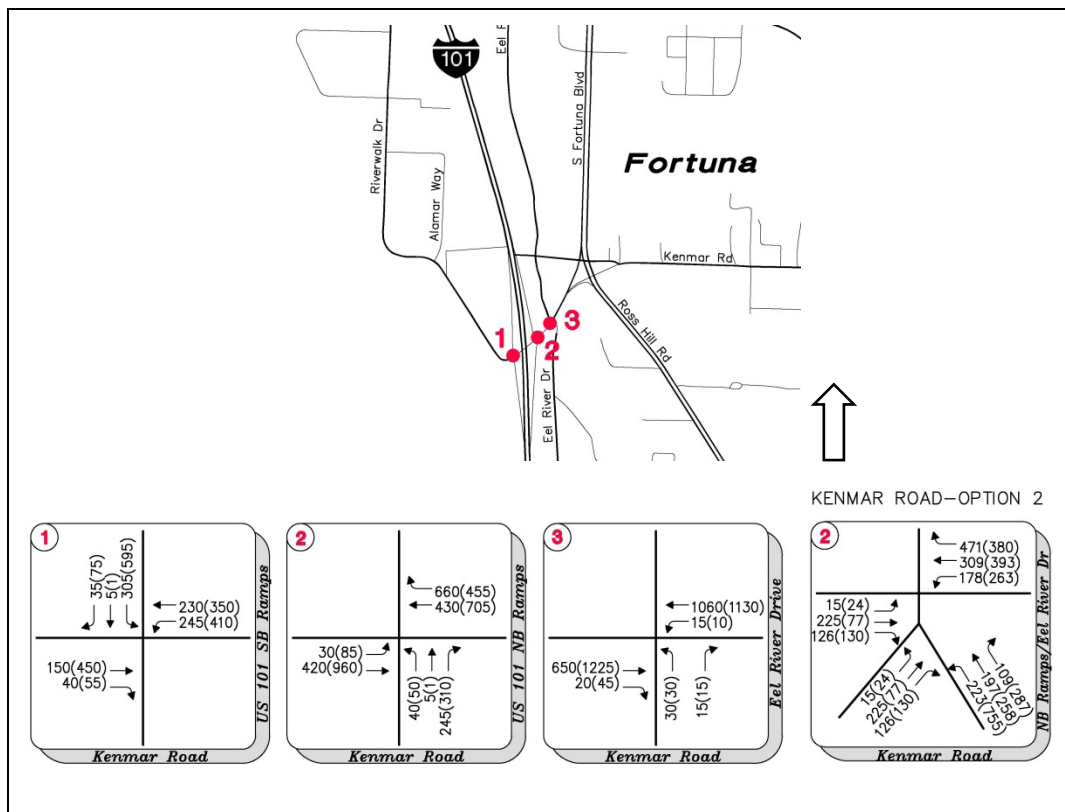 101
Eel R
S Fortuna Blvd
Fortuna
Riverwalk Dr
Alamar Way
Kenmar Rd
Ross Hill Rd
3
1
2
Eel River Dr
KENMAR ROAD-OPTION 2
1
35(75)
5(1)
305(595)
230(350)
245(410)
150(450)
40(55)
US 101 SB Ramps
Kenmar Road
2
660(455)
430(705)
30(85)
420(960)
40(50)
5(1)
245(310)
US 101 NB Ramps
Kenmar Road
3
1060(1130)
15(10)
650(1225)
20(45)
30(30)
15(15)
Eel River Drive
Kenmar Road
2
471(380)
309(393)
178(263)
15(24)
225(77)
126(130)
15(24)
225(77)
126(130)
109(287)
197(258)
223(755)
NB Ramps/Eel River Dr
Kenmar Road